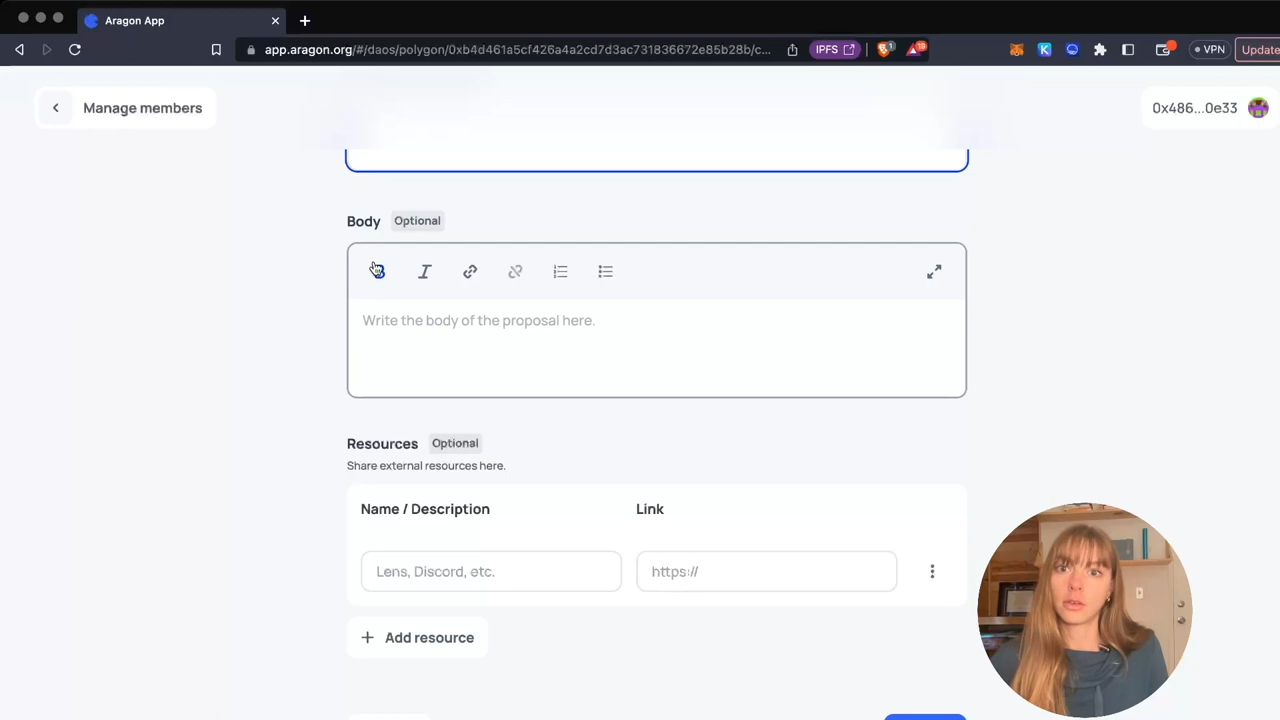 Aragon App
app.aragon.org/#/daos/polygon/0xb4d461a5cf426a4a2cd7d3ac731836672e85b28b/c...
IPFS
1
19
K
VPN
Update
Manage members
0x486...0e33
Body Optional
B I
Write the body of the proposal here.
Resources Optional
Share external resources here.
Name / Description Link
Lens, Discord, etc. https://
+ Add resource